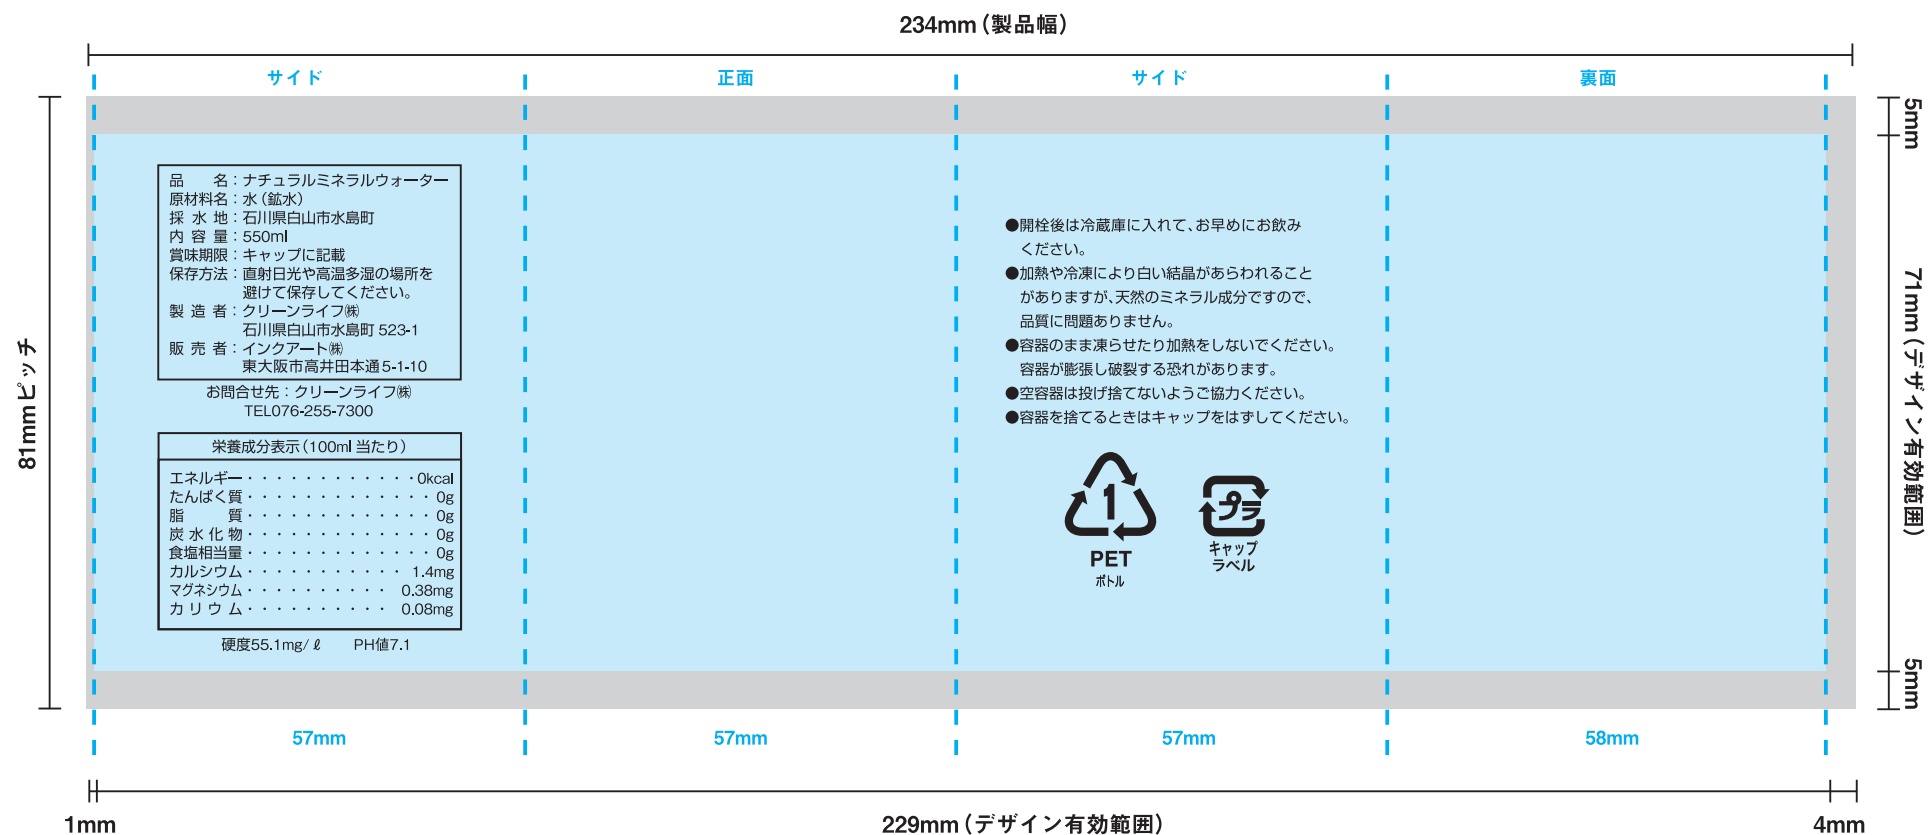 234mm（製品幅）
サイド
正面
サイド
裏面
5mm
71mm（デザイン有効範囲）
5mm
81mmピッチ
品　　名：ナチュラルミネラルウォーター
原材料名：水（鉱水）
採 水 地：石川県白山市水島町
内 容 量：550ml
賞味期限：キャップに記載
保存方法：直射日光や高温多湿の場所を
避けて保存してください。
製 造 者：クリーンライフ㈱
石川県白山市水島町 523-1
販 売 者：インクアート㈱
東大阪市高井田本通5-1-10
お問合せ先：クリーンライフ㈱
TEL076-255-7300
栄養成分表示（100ml 当たり）
エネルギー・・・・・・・・・・・・0kcal
たんぱく質・・・・・・・・・・・・・0g
脂　　質・・・・・・・・・・・・・0g
炭 水 化 物・・・・・・・・・・・・・0g
食塩相当量・・・・・・・・・・・・・0g
カルシウム・・・・・・・・・・・1.4mg
マグネシウム・・・・・・・・・・0.38mg
カ リ ウ ム・・・・・・・・・・0.08mg
硬度55.1mg/ℓ　　PH値7.1
●開栓後は冷蔵庫に入れて、お早めにお飲み
ください。
●加熱や冷凍により白い結晶があらわれること
がありますが、天然のミネラル成分ですので、
品質に問題ありません。
●容器のまま凍らせたり加熱をしないでください。
容器が膨張し破裂する恐れがあります。
●空容器は投げ捨てないようご協力ください。
●容器を捨てるときはキャップをはずしてください。
1
PET
ボトル
プラ
キャップ
ラベル
57mm
57mm
57mm
58mm
1mm
229mm（デザイン有効範囲）
4mm